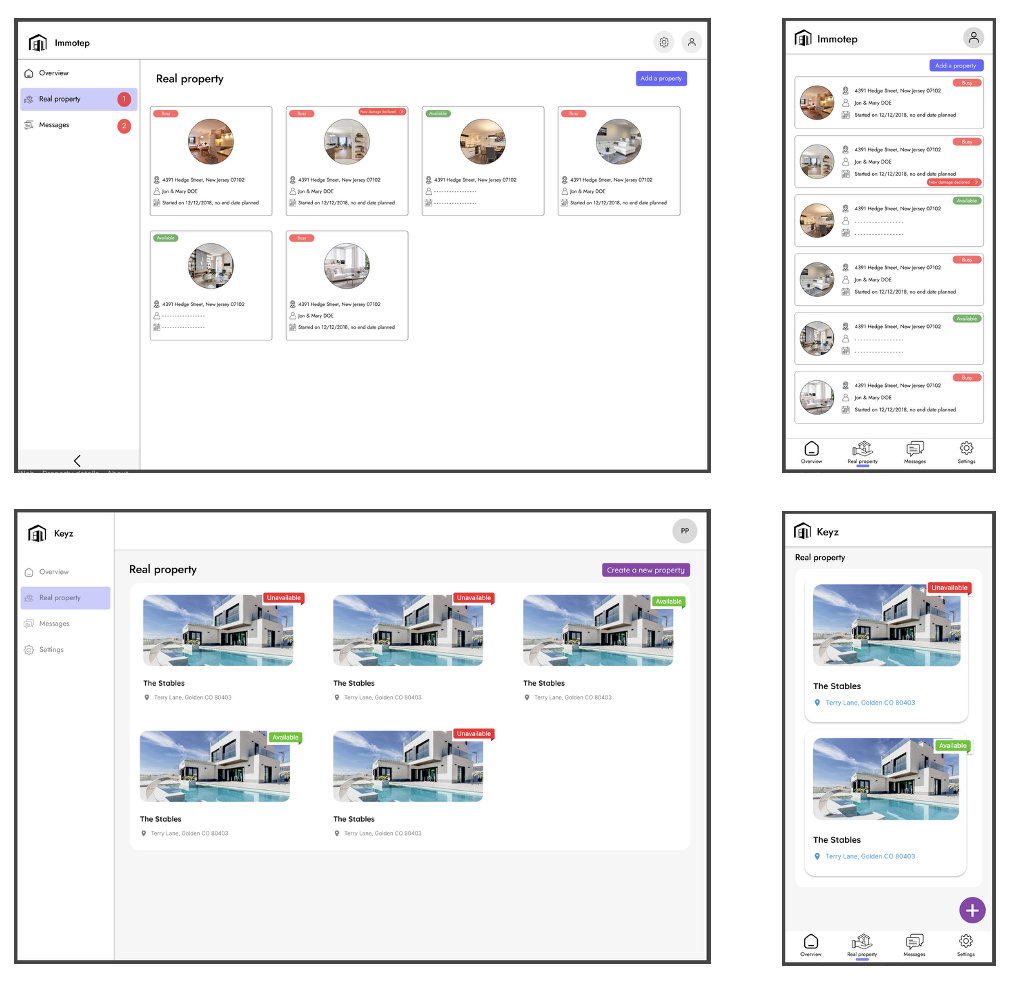 Immotep
Overview
Real property
1
Messages
2
Real property
Add a property
Busy
4391 Hedge Street, New Jersey 07102
Jon & Mary DOE
Started on 12/12/2018, no end date planned
Busy
New damage declared
4391 Hedge Street, New Jersey 07102
Jon & Mary DOE
Started on 12/12/2018, no end date planned
Available
4391 Hedge Street, New Jersey 07102
Busy
4391 Hedge Street, New Jersey 07102
Jon & Mary DOE
Started on 12/12/2018, no end date planned
Available
4391 Hedge Street, New Jersey 07102
Busy
4391 Hedge Street, New Jersey 07102
Jon & Mary DOE
Started on 12/12/2018, no end date planned
Immotep
Add a property
Busy
4391 Hedge Street, New Jersey 07102
Jon & Mary DOE
Started on 12/12/2018, no end date planned
Busy
4391 Hedge Street, New Jersey 07102
Jon & Mary DOE
Started on 12/12/2018, no end date planned
New damage declared
Available
4391 Hedge Street, New Jersey 07102
Busy
4391 Hedge Street, New Jersey 07102
Jon & Mary DOE
Started on 12/12/2018, no end date planned
Available
4391 Hedge Street, New Jersey 07102
Busy
4391 Hedge Street, New Jersey 07102
Jon & Mary DOE
Started on 12/12/2018, no end date planned
Overview
Real property
Messages
Settings
Keyz
PP
Overview
Real property
Messages
Settings
Real property
Create a new property
Unavailable
The Stables
Terry Lane, Golden CO 80403
Unavailable
The Stables
Terry Lane, Golden CO 80403
Available
The Stables
Terry Lane, Golden CO 80403
Available
The Stables
Terry Lane, Golden CO 80403
Unavailable
The Stables
Terry Lane, Golden CO 80403
Keyz
Real property
Unavailable
The Stables
Terry Lane, Golden CO 80403
Available
The Stables
Terry Lane, Golden CO 80403
Overview
Real property
Messages
Settings